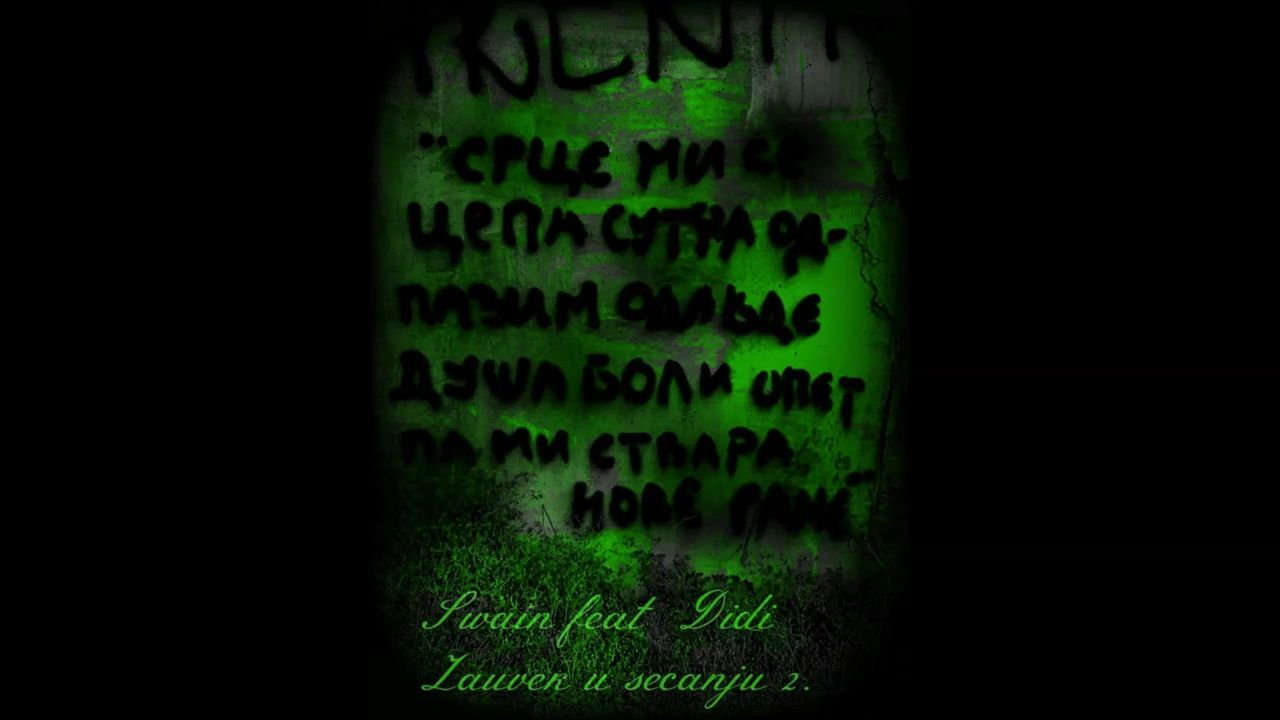 "СРЦЕ МИ СЕ
ЦЕПА СУТРА ОД-
ЛАЗИМ ОДАВДЕ
ДУША БОЛИ ОПЕТ
ПА МИ СТВАРА
НОВЕ РАНЕ"
Swain feat Didi
Zauvek u secanju 2.